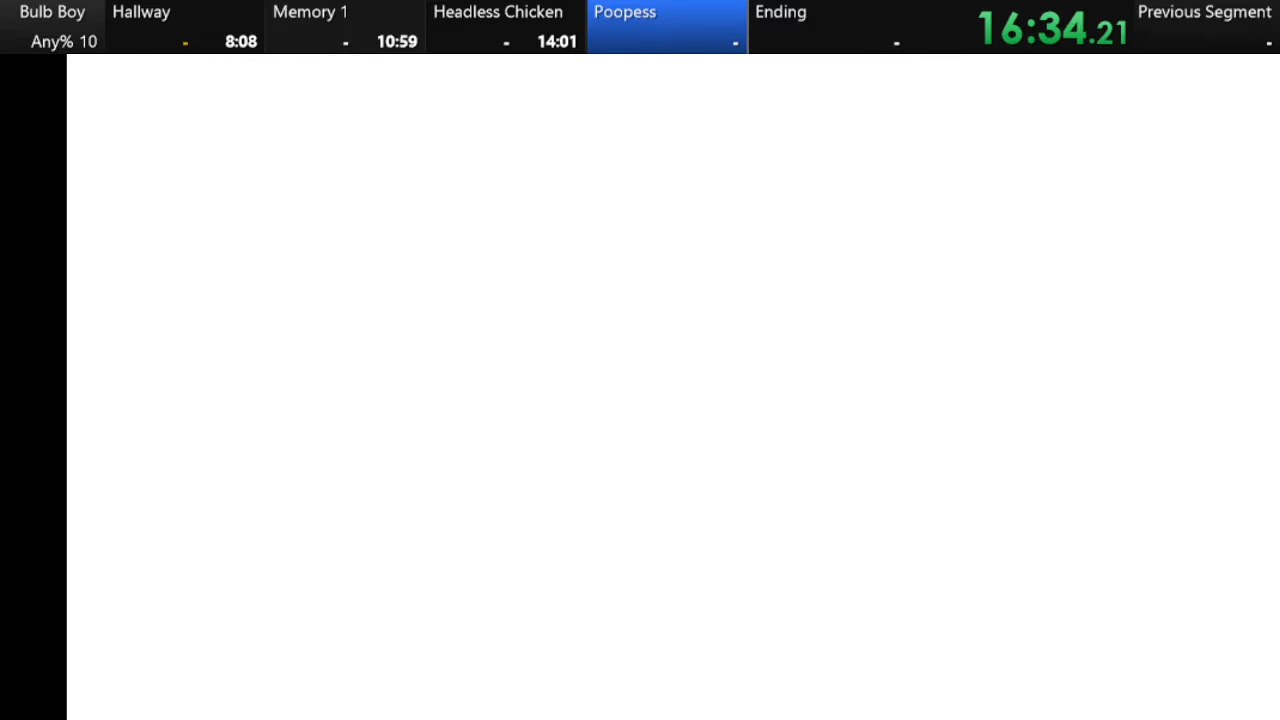 Bulb Boy
Any% 10
Hallway
- 8:08
Memory 1
- 10:59
Headless Chicken
- 14:01
Poopess
-
Ending
-
16:34.21
Previous Segment
-